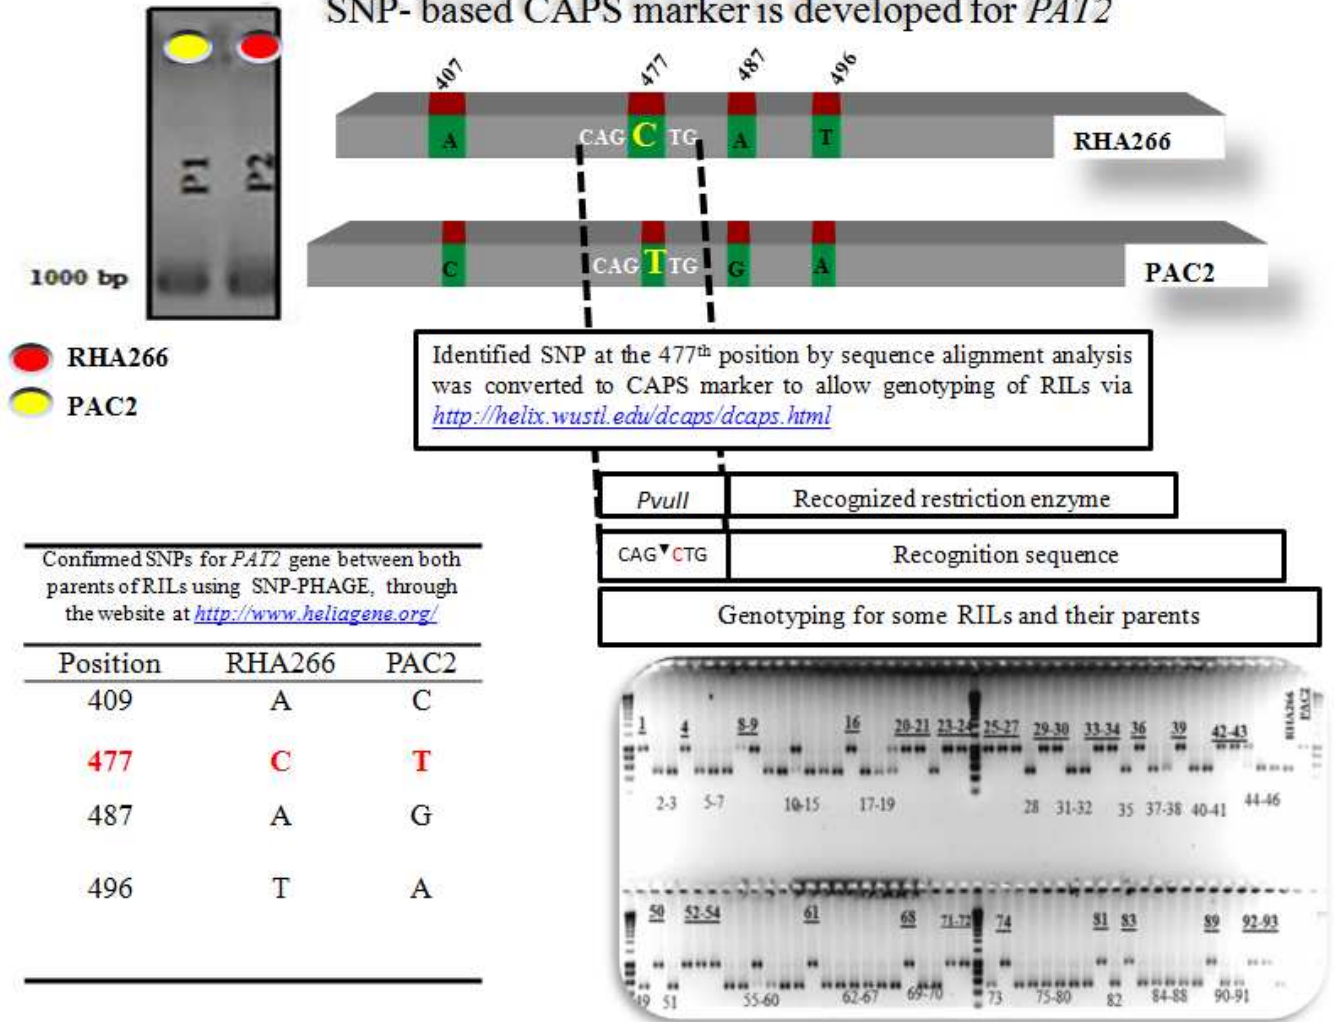 SNP- based CAPS marker is developed for PAT2
P1
P2
1000 bp
RHA266
PAC2
407
477
487
496
A
CAG C TG
A
T
RHA266
C
CAG T TG
G
A
PAC2
Identified SNP at the 477th position by sequence alignment analysis
was converted to CAPS marker to allow genotyping of RILs via
http://helix.wustl.edu/dcaps/dcaps.html
PvuII Recognized restriction enzyme
CAG▼CTG Recognition sequence
Genotyping for some RILs and their parents
Confirmed SNPs for PAT2 gene between both
parents of RILs using SNP-PHAGE, through
the website at http://www.heliagene.org/
Position RHA266 PAC2
409 A C
477 C T
487 A G
496 T A
RHA266
PAC2
1 4 8-9 16 20-21 23-24 25-27 29-30 33-34 36 39 42-43
2-3 5-7 10-15 17-19 28 31-32 35 37-38 40-41 44-46
50 52-54 61 68 71-72 74 81 83 89 92-93
49 51 55-60 62-67 69-70 73 75-80 82 84-88 90-91